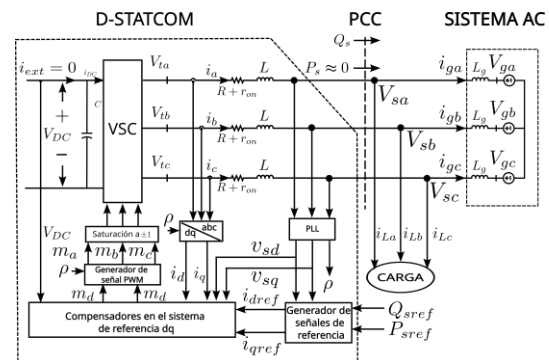 D-STATCOM PCC SISTEMA AC
Q_s
i_ext = 0 i_DC V_ta i_a L P_s ≈ 0 i_ga L_g V_ga
R + r_on V_sa
C
+ V_DC − VSC V_tb i_b L i_gb L_g V_gb
R + r_on V_sb
V_tc i_c L i_gc L_g V_gc
R + r_on V_sc
V_DC Saturación a ±1 ρ dq abc PLL i_La i_Lb i_Lc
m_a m_b m_c v_sd CARGA
ρ Generador de señal PWM i_d i_q v_sq ρ
m_d m_d i_dref Q_sref
Compensadores en el sistema de referencia dq Generador de señales de referencia
i_qref P_sref